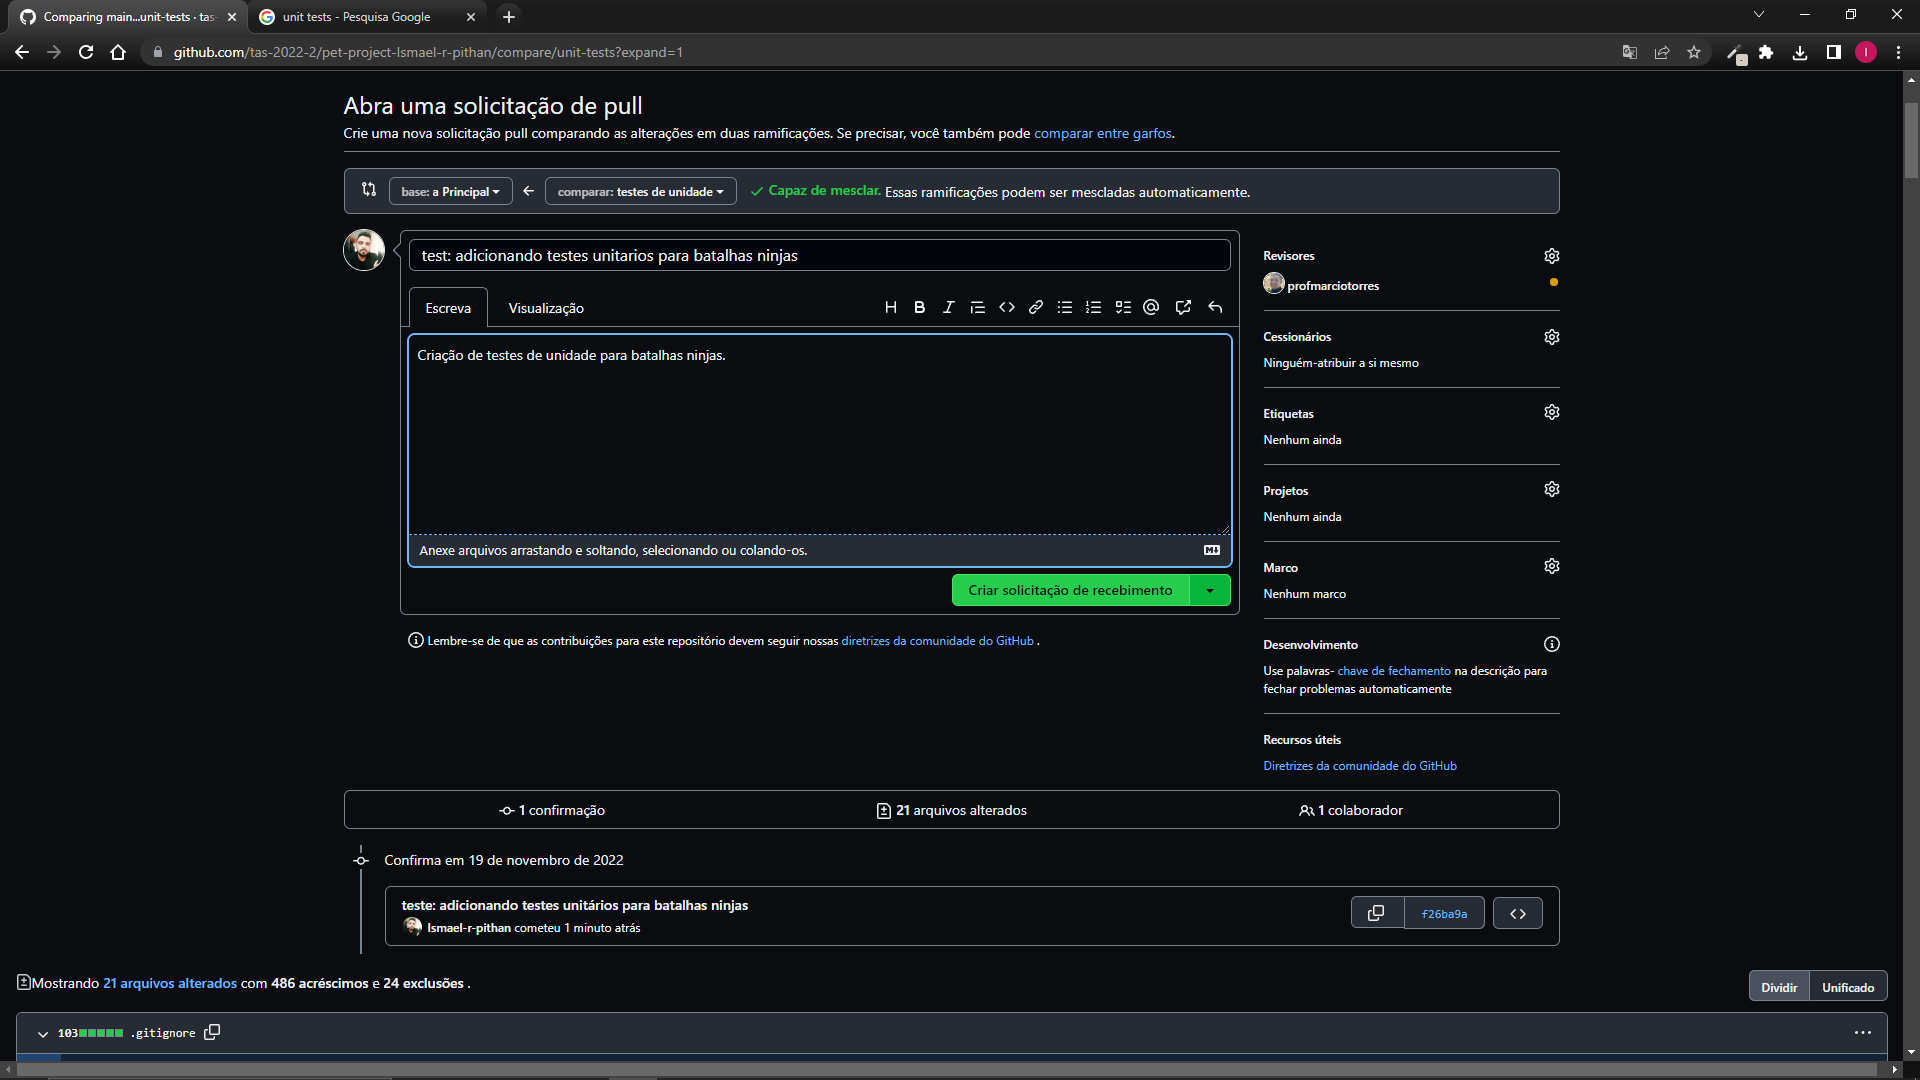 Comparing main...unit-tests · tas-
unit tests - Pesquisa Google
github.com/tas-2022-2/pet-project-Ismael-r-pithan/compare/unit-tests?expand=1
I
Abra uma solicitação de pull
Crie uma nova solicitação pull comparando as alterações em duas ramificações. Se precisar, você também pode comparar entre garfos.
base: a Principal
comparar: testes de unidade
Capaz de mesclar. Essas ramificações podem ser mescladas automaticamente.
test: adicionando testes unitarios para batalhas ninjas
Escreva
Visualização
Criação de testes de unidade para batalhas ninjas.
Anexe arquivos arrastando e soltando, selecionando ou colando-os.
Criar solicitação de recebimento
Lembre-se de que as contribuições para este repositório devem seguir nossas diretrizes da comunidade do GitHub .
Revisores
profmarciotorres
Cessionários
Ninguém-atribuir a si mesmo
Etiquetas
Nenhum ainda
Projetos
Nenhum ainda
Marco
Nenhum marco
Desenvolvimento
Use palavras- chave de fechamento na descrição para
fechar problemas automaticamente
Recursos úteis
Diretrizes da comunidade do GitHub
1 confirmação
21 arquivos alterados
1 colaborador
Confirma em 19 de novembro de 2022
teste: adicionando testes unitários para batalhas ninjas
Ismael-r-pithan cometeu 1 minuto atrás
f26ba9a
Mostrando 21 arquivos alterados com 486 acréscimos e 24 exclusões .
Dividir
Unificado
103 .gitignore